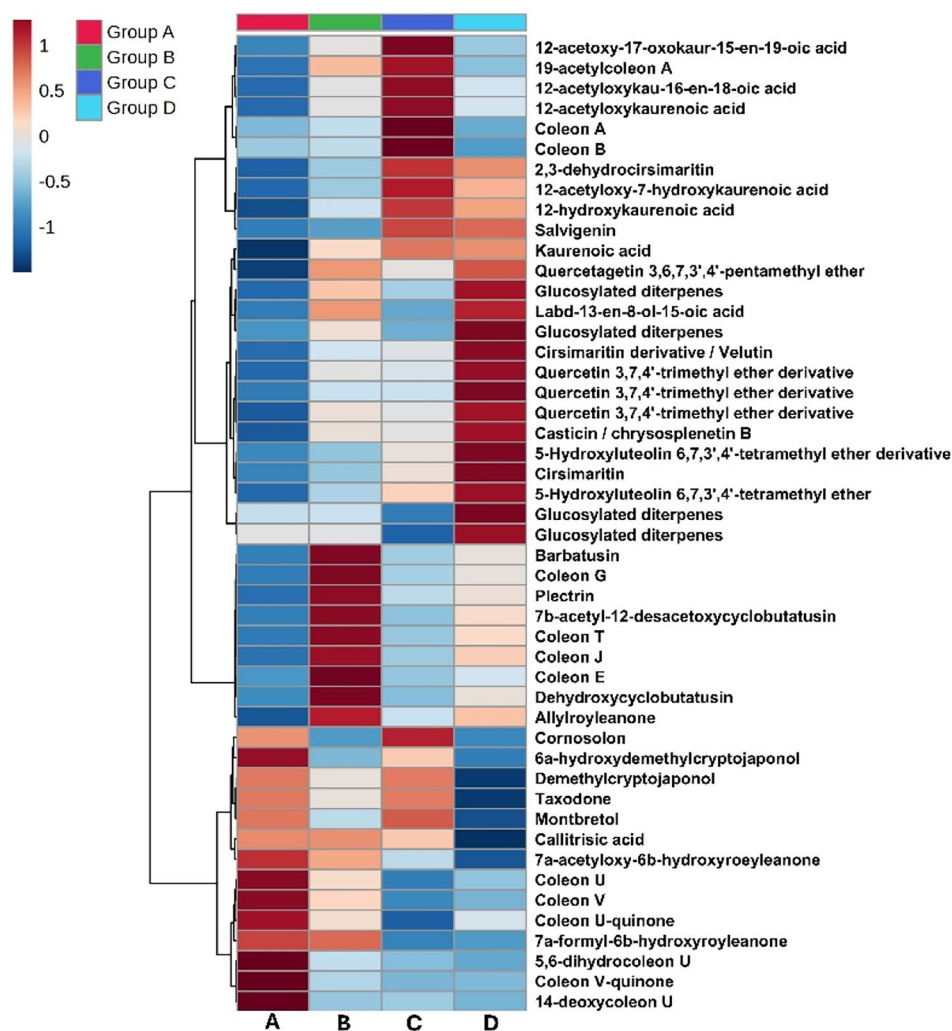 Group A
Group B
Group C
Group D
1
0.5
0
-0.5
-1
12-acetoxy-17-oxokaur-15-en-19-oic acid
19-acetylcoleon A
12-acetyloxykau-16-en-18-oic acid
12-acetyloxykaurenoic acid
Coleon A
Coleon B
2,3-dehydrocirsimaritin
12-acetyloxy-7-hydroxykaurenoic acid
12-hydroxykaurenoic acid
Salvigenin
Kaurenoic acid
Quercetagetin 3,6,7,3',4'-pentamethyl ether
Glucosylated diterpenes
Labd-13-en-8-ol-15-oic acid
Glucosylated diterpenes
Cirsimaritin derivative / Velutin
Quercetin 3,7,4'-trimethyl ether derivative
Quercetin 3,7,4'-trimethyl ether derivative
Quercetin 3,7,4'-trimethyl ether derivative
Casticin / chrysosplenetin B
5-Hydroxyluteolin 6,7,3',4'-tetramethyl ether derivative
Cirsimaritin
5-Hydroxyluteolin 6,7,3',4'-tetramethyl ether
Glucosylated diterpenes
Glucosylated diterpenes
Barbatusin
Coleon G
Plectrin
7b-acetyl-12-desacetoxycyclobutatusin
Coleon T
Coleon J
Coleon E
Dehydroxycyclobutatusin
Allylroyleanone
Cornosolon
6a-hydroxydemethylcryptojaponol
Demethylcryptojaponol
Taxodone
Montbretol
Callitrisic acid
7a-acetyloxy-6b-hydroxyroeyleanone
Coleon U
Coleon V
Coleon U-quinone
7a-formyl-6b-hydroxyroyleanone
5,6-dihydrocoleon U
Coleon V-quinone
14-deoxycoleon U
A B C D